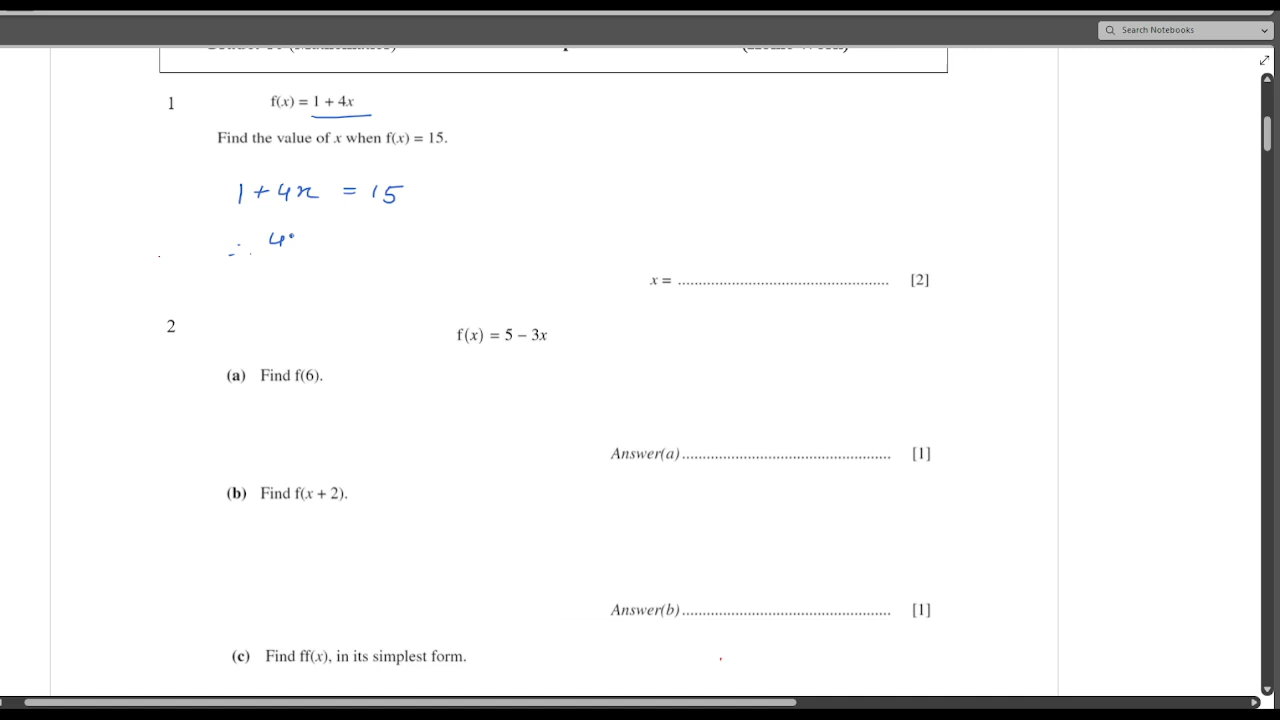 Search Notebooks
1 f(x) = 1 + 4x
Find the value of x when f(x) = 15.
1 + 4x = 15
∴ 4
x = .................................................. [2]
2 f(x) = 5 − 3x
(a) Find f(6).
Answer(a).................................................. [1]
(b) Find f(x + 2).
Answer(b).................................................. [1]
(c) Find ff(x), in its simplest form.